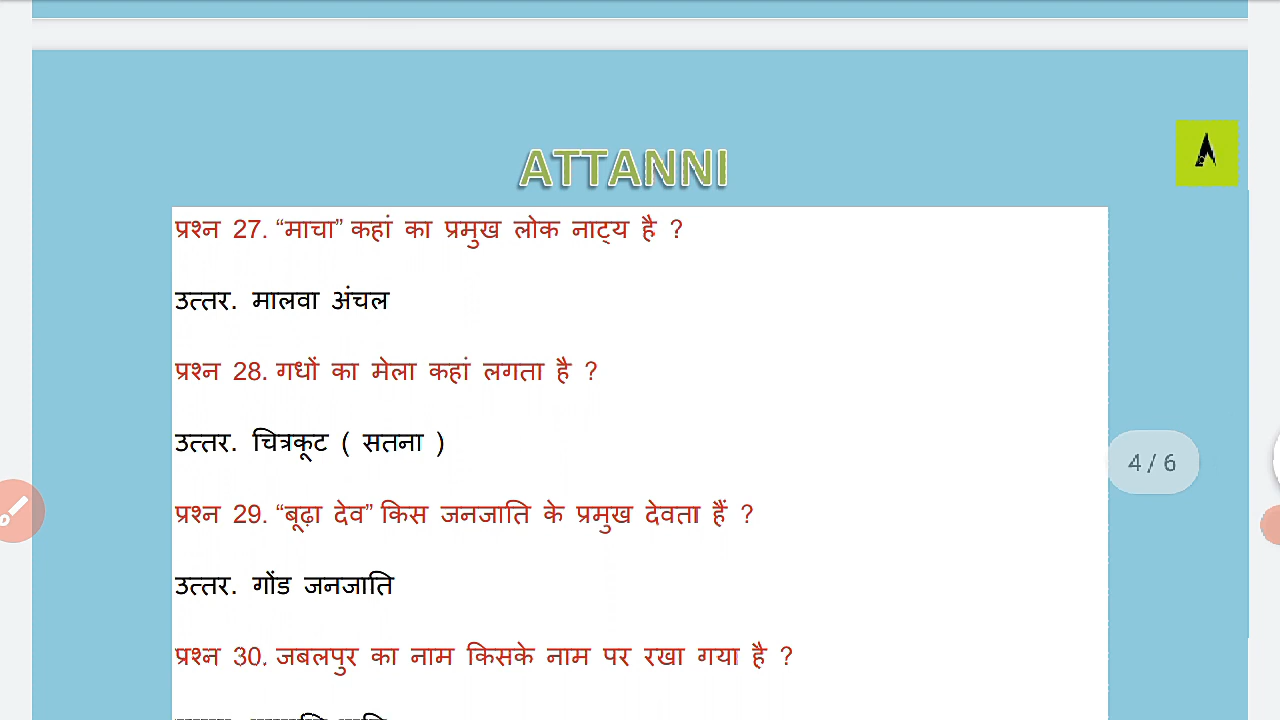 ATTANNI
प्रश्न 27. “माचा” कहां का प्रमुख लोक नाट्य है ?
उत्तर. मालवा अंचल
प्रश्न 28. गधों का मेला कहां लगता है ?
उत्तर. चित्रकूट ( सतना )
प्रश्न 29. “बूढ़ा देव” किस जनजाति के प्रमुख देवता हैं ?
4 / 6
उत्तर. गोंड जनजाति
प्रश्न 30. जबलपुर का नाम किसके नाम पर रखा गया है ?